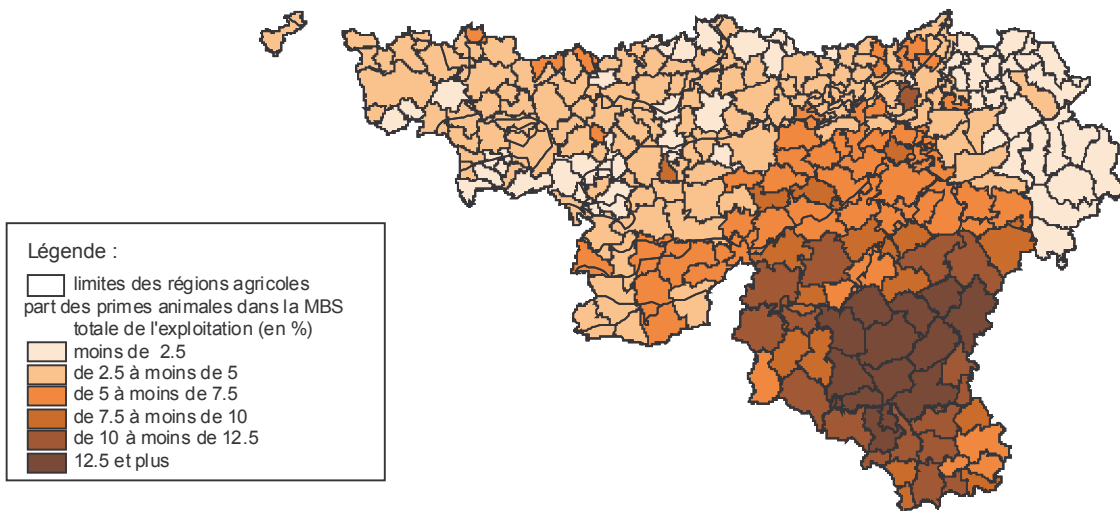 Légende :
limites des régions agricoles
part des primes animales dans la MBS
totale de l'exploitation (en %)
moins de 2.5
de 2.5 à moins de 5
de 5 à moins de 7.5
de 7.5 à moins de 10
de 10 à moins de 12.5
12.5 et plus